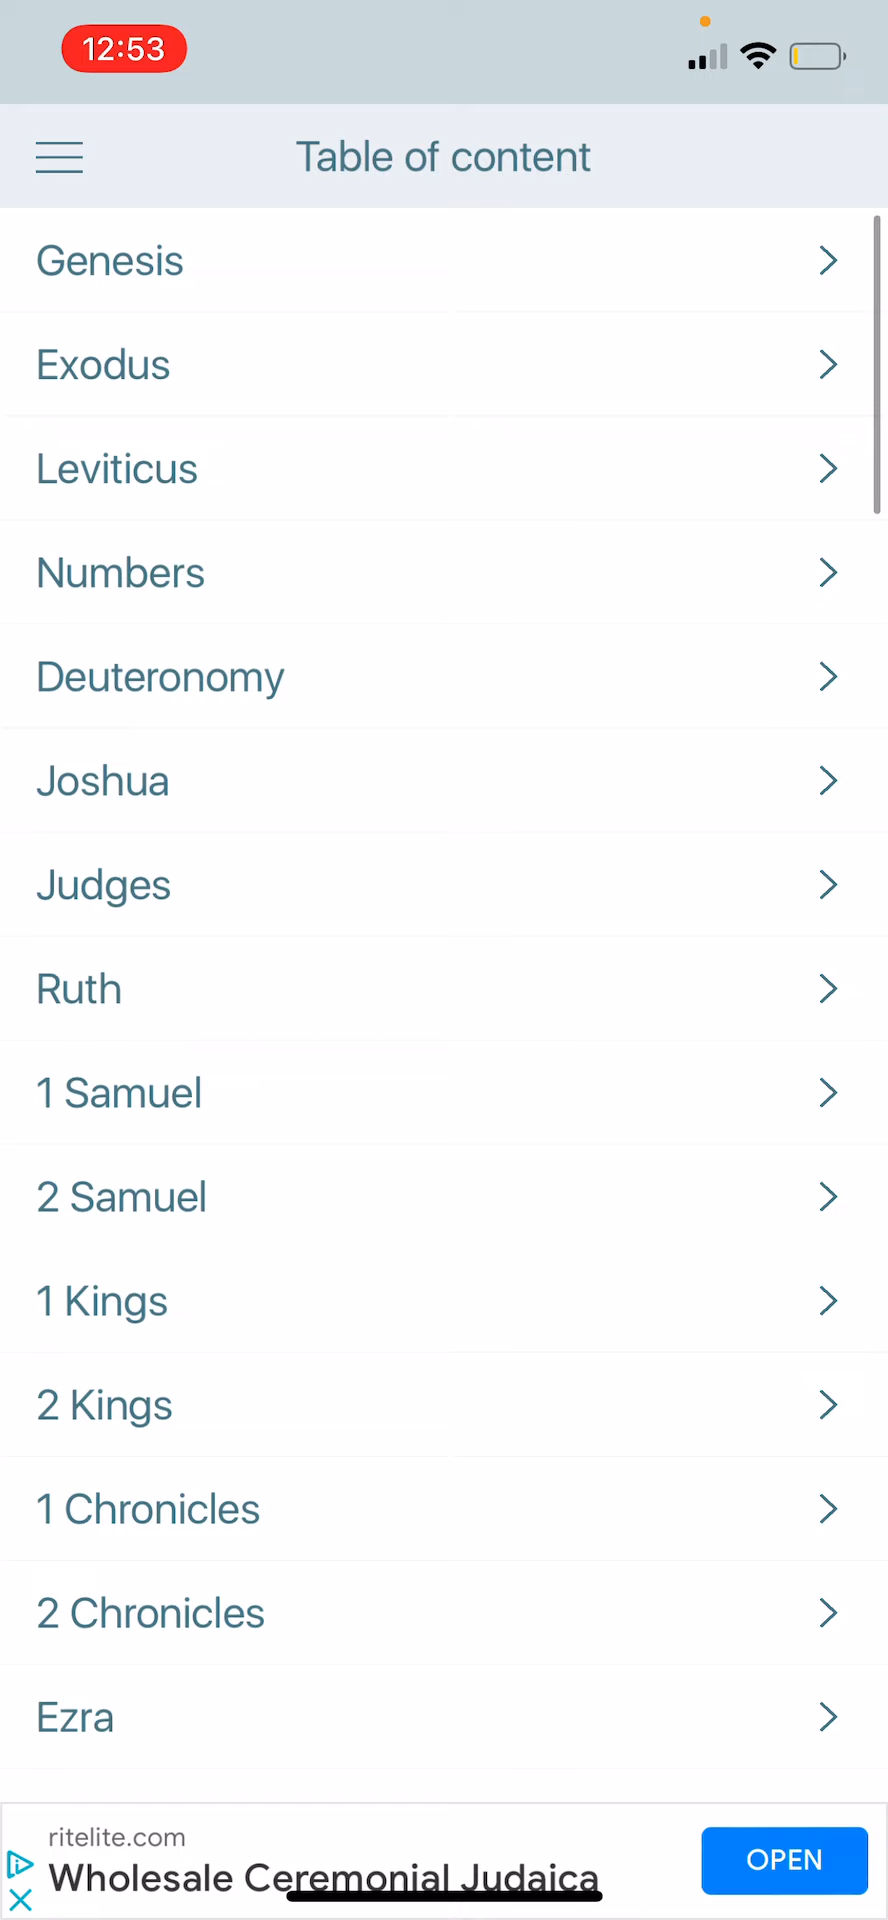 12:53
Table of content
Genesis
Exodus
Leviticus
Numbers
Deuteronomy
Joshua
Judges
Ruth
1 Samuel
2 Samuel
1 Kings
2 Kings
1 Chronicles
2 Chronicles
Ezra
ritelite.com
Wholesale Ceremonial Judaica
OPEN